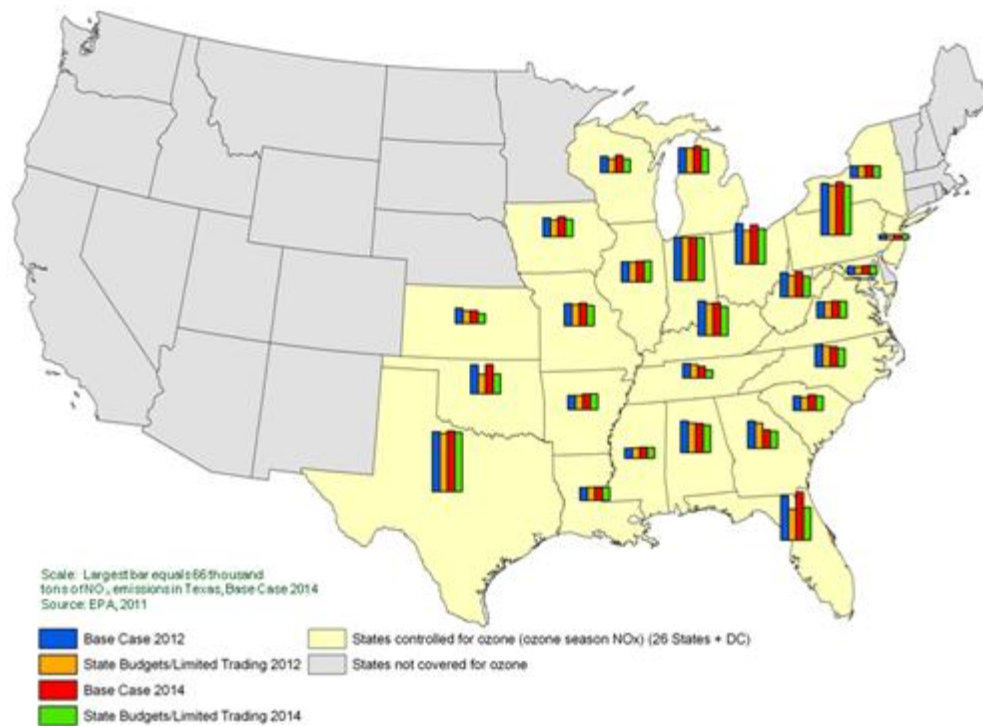 Scale: Largest bar equals 66 thousand
tons of NOx emissions in Texas, Base Case 2014
Source: EPA, 2011
Base Case 2012
State Budgets/Limited Trading 2012
Base Case 2014
State Budgets/Limited Trading 2014
States controlled for ozone (ozone season NOx) (26 States + DC)
States not covered for ozone